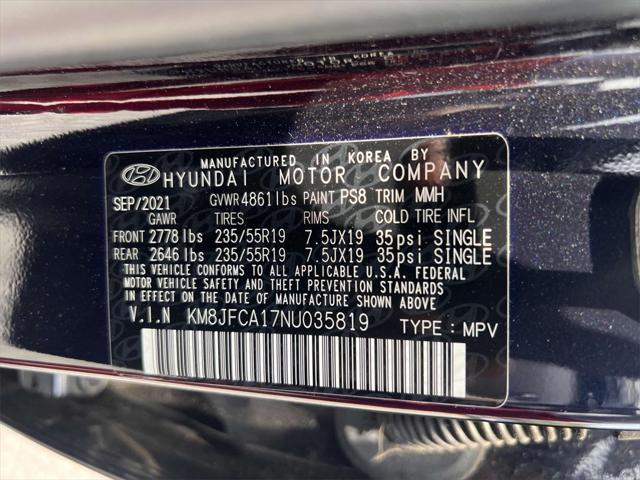 MANUFACTURED IN KOREA BY
HYUNDAI MOTOR COMPANY
SEP/2021 GVWR 4861 lbs PAINT PS8 TRIM MMH
GAWR TIRES RIMS COLD TIRE INFL
FRONT 2778 lbs 235/55R19 7.5JX19 35psi SINGLE
REAR 2646 lbs 235/55R19 7.5JX19 35psi SINGLE
THIS VEHICLE CONFORMS TO ALL APPLICABLE U.S.A. FEDERAL
MOTOR VEHICLE SAFETY AND THEFT PREVENTION STANDARDS
IN EFFECT ON THE DATE OF MANUFACTURE SHOWN ABOVE
V.I.N KM8JFCA17NU035819 TYPE : MPV